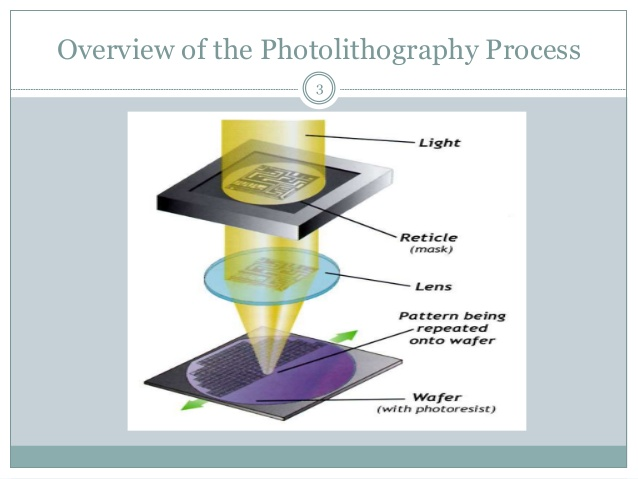 Overview of the Photolithography Process
3
Light
Reticle
(mask)
Lens
Pattern being
repeated
onto wafer
Wafer
(with photoresist)